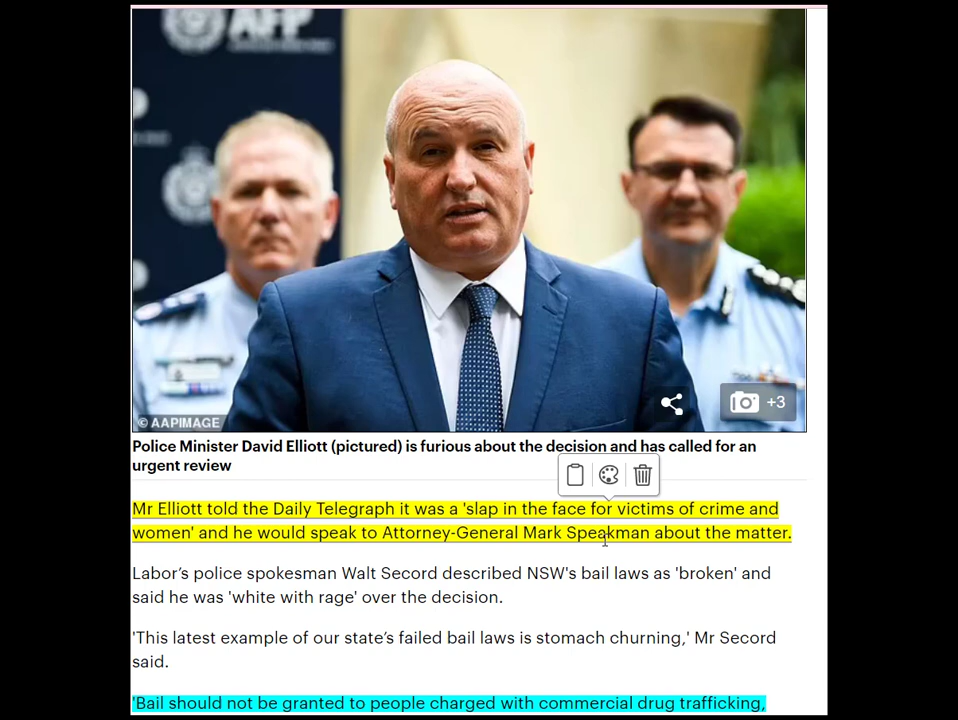 AFP
+3
© AAPIMAGE
Police Minister David Elliott (pictured) is furious about the decision and has called for an
urgent review
Mr Elliott told the Daily Telegraph it was a 'slap in the face for victims of crime and
women' and he would speak to Attorney-General Mark Speakman about the matter.
Labor’s police spokesman Walt Secord described NSW's bail laws as 'broken' and
said he was 'white with rage' over the decision.
'This latest example of our state’s failed bail laws is stomach churning,' Mr Secord
said.
'Bail should not be granted to people charged with commercial drug trafficking,